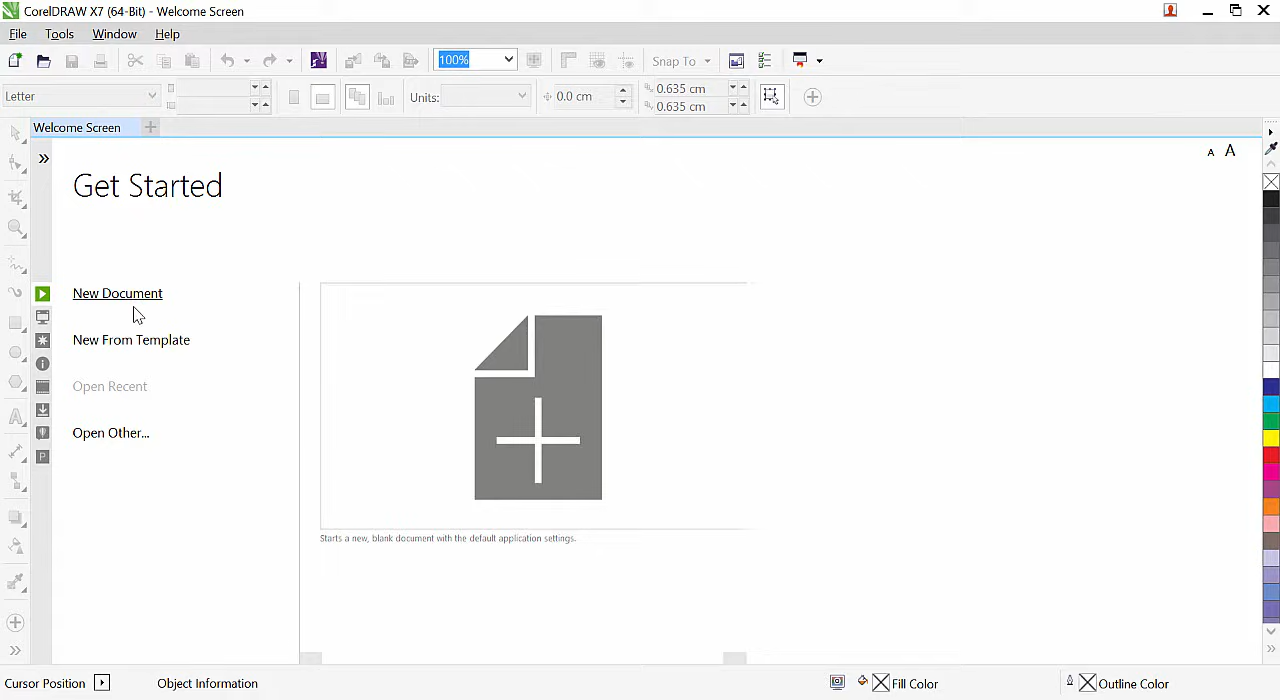 CorelDRAW X7 (64-Bit) - Welcome Screen
File Tools Window Help
100% Snap To
Letter Units: 0.0 cm 0.635 cm
0.635 cm
Welcome Screen
A A
Get Started
New Document
New From Template
Open Recent
Open Other...
P
Starts a new, blank document with the default application settings.
Cursor Position Object Information Fill Color Outline Color